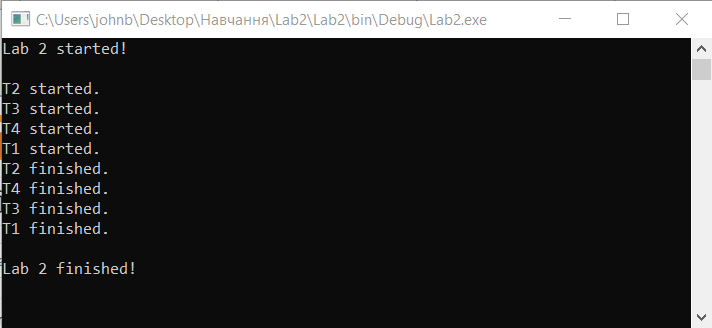 C:\Users\johnb\Desktop\Навчання\Lab2\Lab2\bin\Debug\Lab2.exe
Lab 2 started!
T2 started.
T3 started.
T4 started.
T1 started.
T2 finished.
T4 finished.
T3 finished.
T1 finished.
Lab 2 finished!